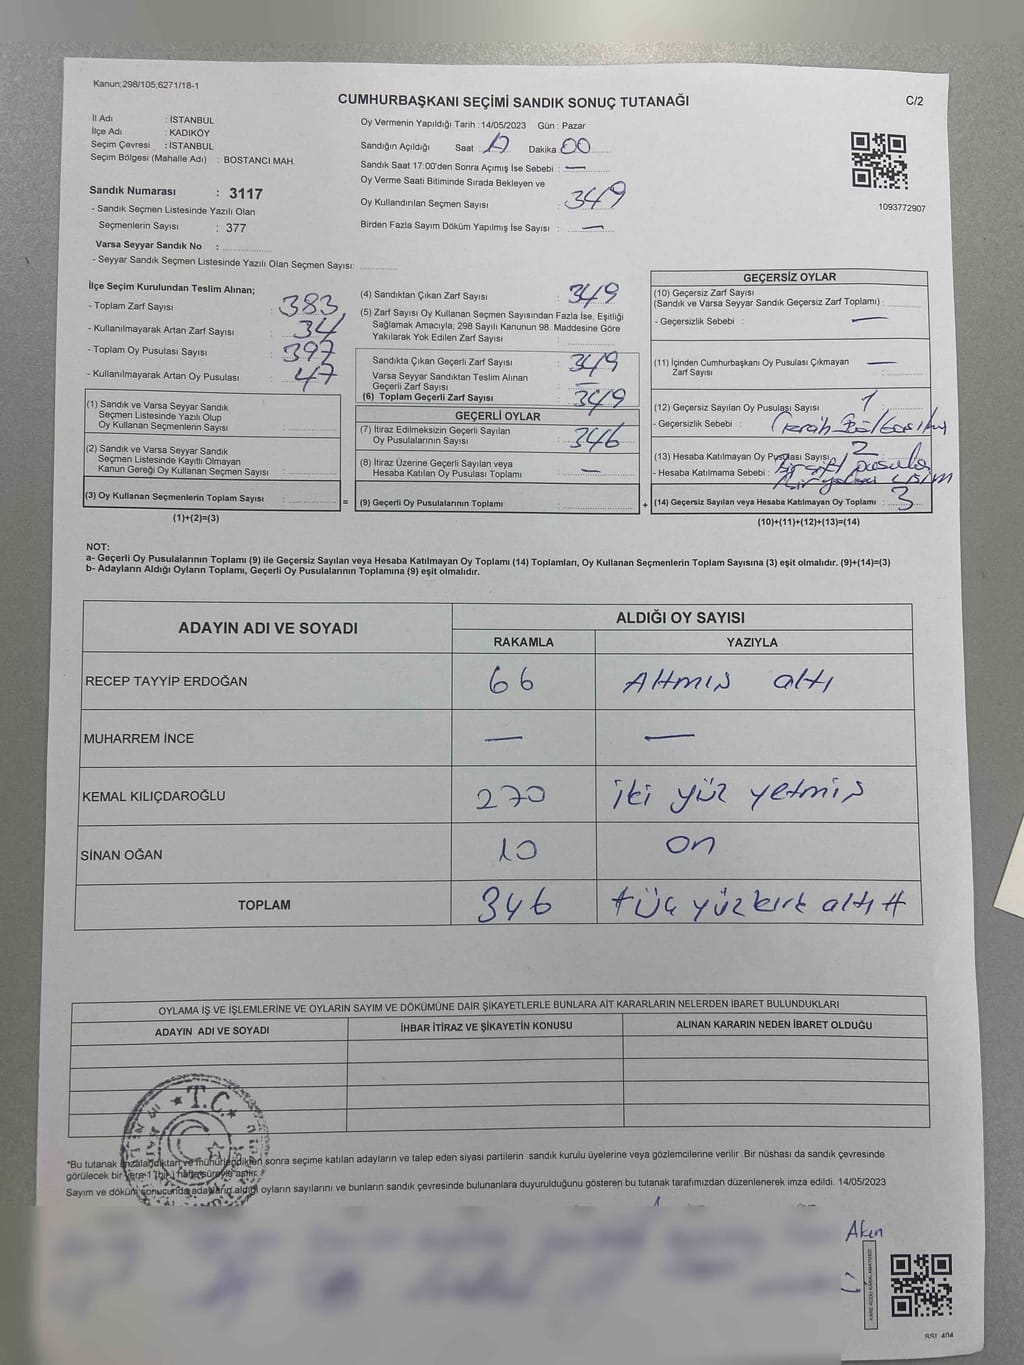 Kanun;298/105;6271/18-1
CUMHURBAŞKANI SEÇİMİ SANDIK SONUÇ TUTANAĞI
C/2
İl Adı : İSTANBUL
İlçe Adı : KADIKÖY
Seçim Çevresi : İSTANBUL
Seçim Bölgesi (Mahalle Adı) : BOSTANCI MAH.
Sandık Numarası : 3117
- Sandık Seçmen Listesinde Yazılı Olan
Seçmenlerin Sayısı : 377
Varsa Seyyar Sandık No :
- Seyyar Sandık Seçmen Listesinde Yazılı Olan Seçmen Sayısı:
Oy Vermenin Yapıldığı Tarih : 14/05/2023 Gün : Pazar
Sandığın Açıldığı Saat : 17 Dakika : 00
Sandık Saat 17:00'den Sonra Açımış İse Sebebi : —
Oy Verme Saati Bitiminde Sırada Bekleyen ve
Oy Kullandırılan Seçmen Sayısı : 349
Birden Fazla Sayım Döküm Yapılmış İse Sayısı : —
1093772907
İlçe Seçim Kurulundan Teslim Alınan;
- Toplam Zarf Sayısı : 383
- Kullanılmayarak Artan Zarf Sayısı : 34
- Toplam Oy Pusulası Sayısı : 397
- Kullanılmayarak Artan Oy Pusulası : 47
(1) Sandık ve Varsa Seyyar Sandık
Seçmen Listesinde Yazılı Olup
Oy Kullanan Seçmenlerin Sayısı :
(2) Sandık ve Varsa Seyyar Sandık
Seçmen Listesinde Kayıtlı Olmayan
Kanun Gereği Oy Kullanan Seçmen Sayısı :
(3) Oy Kullanan Seçmenlerin Toplam Sayısı :
=
(1)+(2)=(3)
(4) Sandıktan Çıkan Zarf Sayısı : 349
(5) Zarf Sayısı Oy Kullanan Seçmen Sayısından Fazla İse, Eşitliği
Sağlamak Amacıyla; 298 Sayılı Kanunun 98. Maddesine Göre
Yakılarak Yok Edilen Zarf Sayısı :
Sandıkta Çıkan Geçerli Zarf Sayısı : 349
Varsa Seyyar Sandıktan Teslim Alınan
Geçerli Zarf Sayısı : —
(6) Toplam Geçerli Zarf Sayısı : 349
GEÇERLİ OYLAR
(7) İtiraz Edilmeksizin Geçerli Sayılan
Oy Pusulalarının Sayısı : 346
(8) İtiraz Üzerine Geçerli Sayılan veya
Hesaba Katılan Oy Pusulası Toplamı : —
(9) Geçerli Oy Pusulalarının Toplamı :
+
GEÇERSİZ OYLAR
(10) Geçersiz Zarf Sayısı
(Sandık ve Varsa Seyyar Sandık Geçersiz Zarf Toplamı) :
- Geçersizlik Sebebi : —
(11) İçinden Cumhurbaşkanı Oy Pusulası Çıkmayan —
Zarf Sayısı :
(12) Geçersiz Sayılan Oy Pusulası Sayısı : 1
- Geçersizlik Sebebi :
(13) Hesaba Katılmayan Oy Pusulası Sayısı : 2
- Hesaba Katılmama Sebebi :
(14) Geçersiz Sayılan veya Hesaba Katılmayan Oy Toplamı : 3
(10)+(11)+(12)+(13)=(14)
NOT:
a- Geçerli Oy Pusulalarının Toplamı (9) ile Geçersiz Sayılan veya Hesaba Katılmayan Oy Toplamı (14) Toplamları, Oy Kullanan Seçmenlerin Toplam Sayısına (3) eşit olmalıdır. (9)+(14)=(3)
b- Adayların Aldığı Oyların Toplamı, Geçerli Oy Pusulalarının Toplamına (9) eşit olmalıdır.
ADAYIN ADI VE SOYADI
ALDIĞI OY SAYISI
RAKAMLA YAZIYLA
RECEP TAYYİP ERDOĞAN 66 Altmış altı
MUHARREM İNCE — —
KEMAL KILIÇDAROĞLU 270 iki yüz yetmiş
SİNAN OĞAN 10 on
TOPLAM 346 #üç yüz kırk altı #
OYLAMA İŞ VE İŞLEMLERİNE VE OYLARIN SAYIM VE DÖKÜMÜNE DAİR ŞİKAYETLERLE BUNLARA AİT KARARLARIN NELERDEN İBARET BULUNDUKLARI
ADAYIN ADI VE SOYADI İHBAR İTİRAZ VE ŞİKAYETİN KONUSU ALINAN KARARIN NEDEN İBARET OLDUĞU
T.C.
*Bu tutanak imzalandıktan ve mühürlendikten sonra seçime katılan adayların ve talep eden siyasi partilerin sandık kurulu üyelerine veya gözlemcilerine verilir. Bir nüshası da sandık çevresinde
görülecek bir yere 1 (bir) hafta süreyle asılır.*
Sayım ve döküm sonucunda adayların aldığı oyların sayılarını ve bunların sandık çevresinde bulunanlara duyurulduğunu gösteren bu tutanak tarafımızdan düzenlenerek imza edildi. 14/05/2023
Aken
KARE KODU KARALAMAYINIZ!